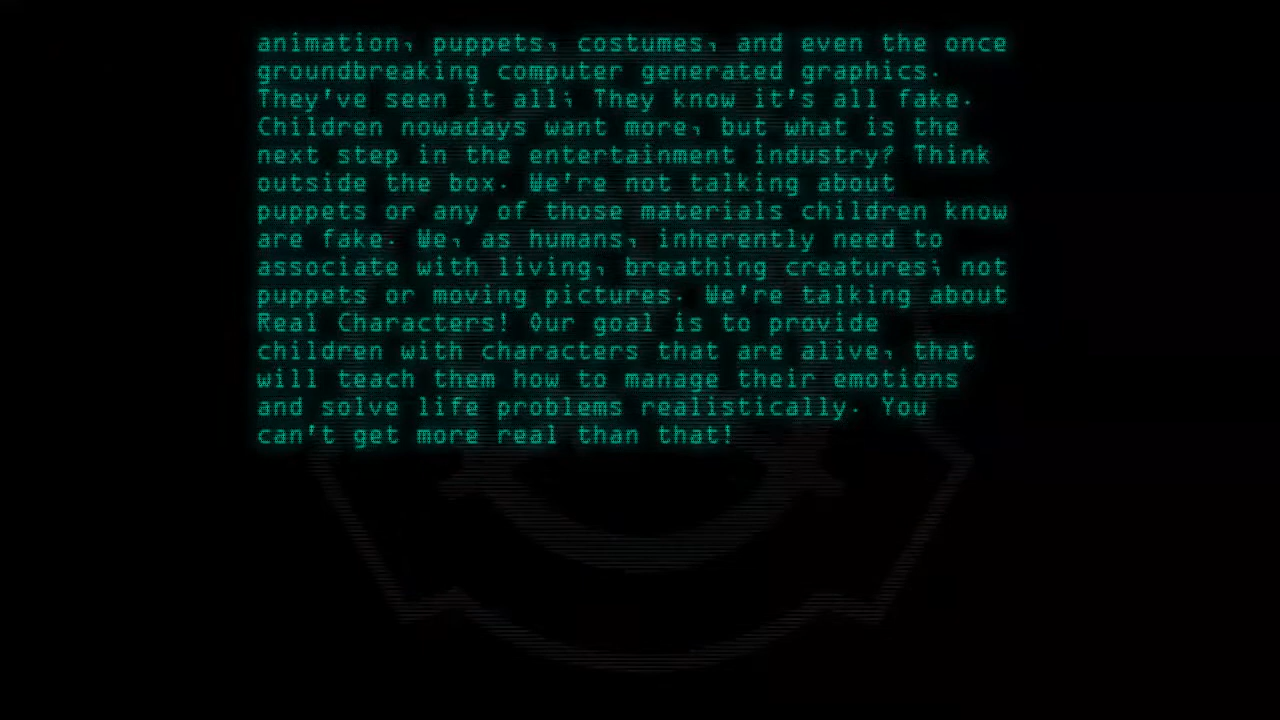 animation, puppets, costumes, and even the once
groundbreaking computer generated graphics.
They've seen it all; They know it's all fake.
Children nowadays want more, but what is the
next step in the entertainment industry? Think
outside the box. We're not talking about
puppets or any of those materials children know
are fake. We, as humans, inherently need to
associate with living, breathing creatures; not
puppets or moving pictures. We're talking about
Real Characters! Our goal is to provide
children with characters that are alive, that
will teach them how to manage their emotions
and solve life problems realistically. You
can't get more real than that!